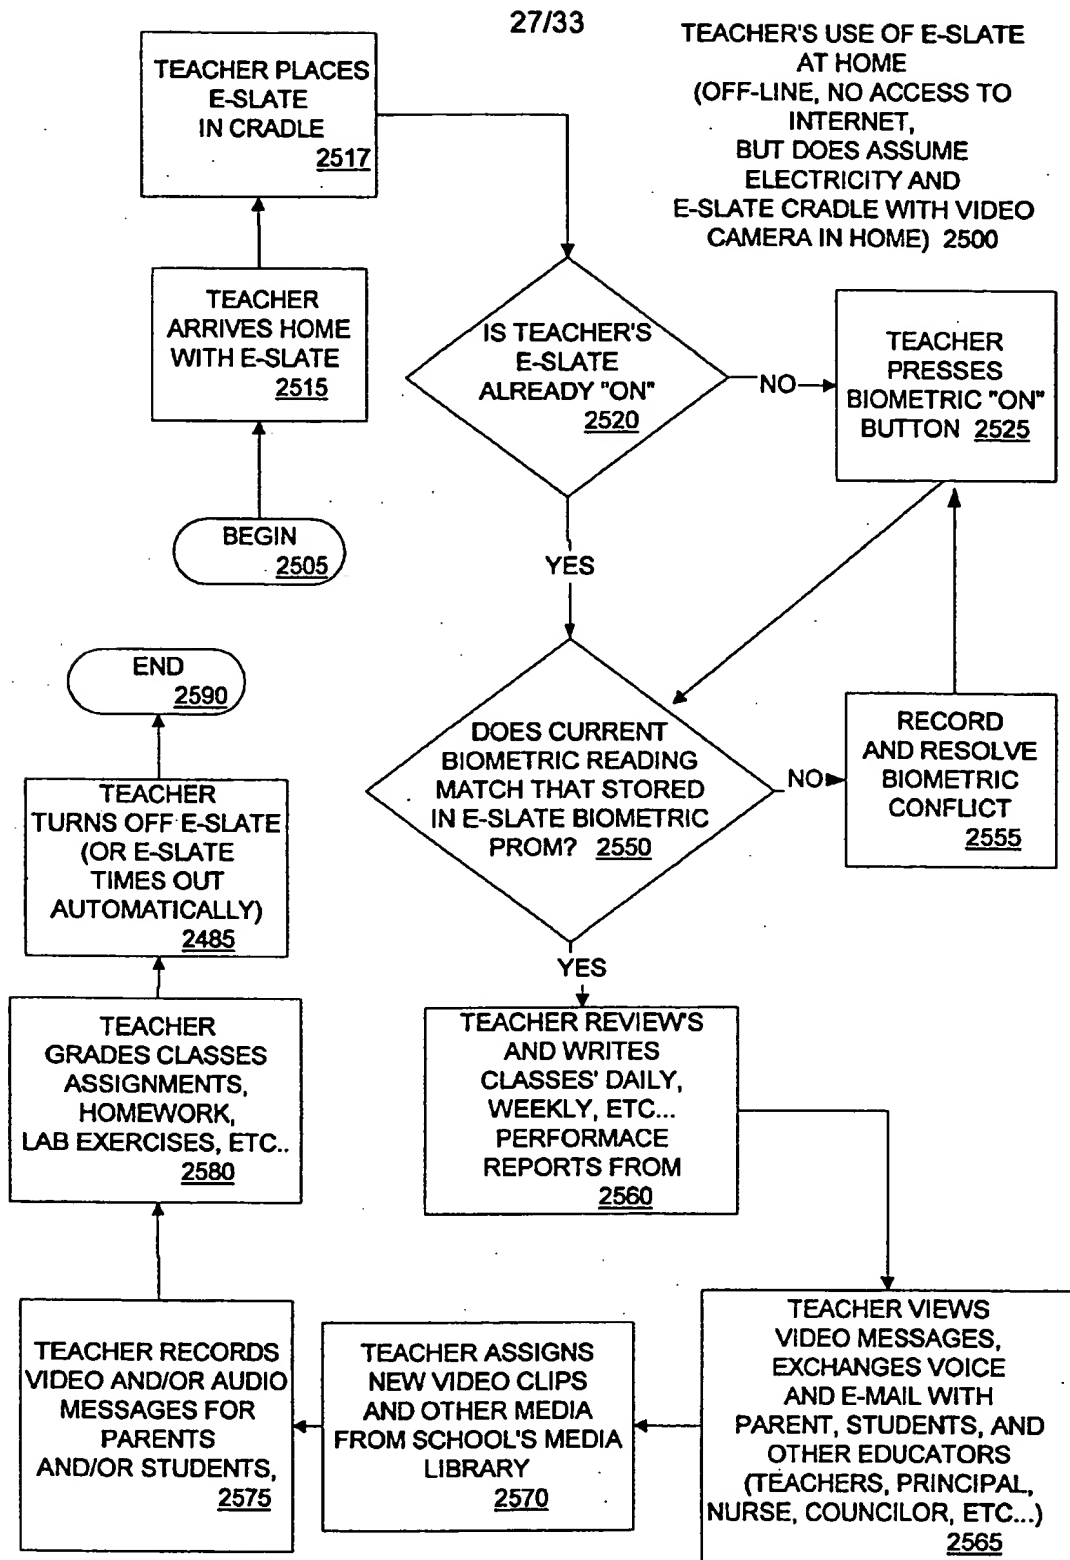 27/33
TEACHER'S USE OF E-SLATE
AT HOME
(OFF-LINE, NO ACCESS TO
INTERNET,
BUT DOES ASSUME
ELECTRICITY AND
E-SLATE CRADLE WITH VIDEO
CAMERA IN HOME) 2500
BEGIN
2505
TEACHER
ARRIVES HOME
WITH E-SLATE
2515
TEACHER PLACES
E-SLATE
IN CRADLE
2517
IS TEACHER'S
E-SLATE
ALREADY "ON"
2520
NO
TEACHER
PRESSES
BIOMETRIC "ON"
BUTTON 2525
YES
DOES CURRENT
BIOMETRIC READING
MATCH THAT STORED
IN E-SLATE BIOMETRIC
PROM? 2550
NO
RECORD
AND RESOLVE
BIOMETRIC
CONFLICT
2555
YES
TEACHER REVIEW'S
AND WRITES
CLASSES' DAILY,
WEEKLY, ETC...
PERFORMACE
REPORTS FROM
2560
TEACHER VIEWS
VIDEO MESSAGES,
EXCHANGES VOICE
AND E-MAIL WITH
PARENT, STUDENTS, AND
OTHER EDUCATORS
(TEACHERS, PRINCIPAL,
NURSE, COUNCILOR, ETC...)
2565
TEACHER ASSIGNS
NEW VIDEO CLIPS
AND OTHER MEDIA
FROM SCHOOL'S MEDIA
LIBRARY
2570
TEACHER RECORDS
VIDEO AND/OR AUDIO
MESSAGES FOR
PARENTS
AND/OR STUDENTS,
2575
TEACHER
GRADES CLASSES
ASSIGNMENTS,
HOMEWORK,
LAB EXERCISES, ETC..
2580
TEACHER
TURNS OFF E-SLATE
(OR E-SLATE
TIMES OUT
AUTOMATICALLY)
2485
END
2590